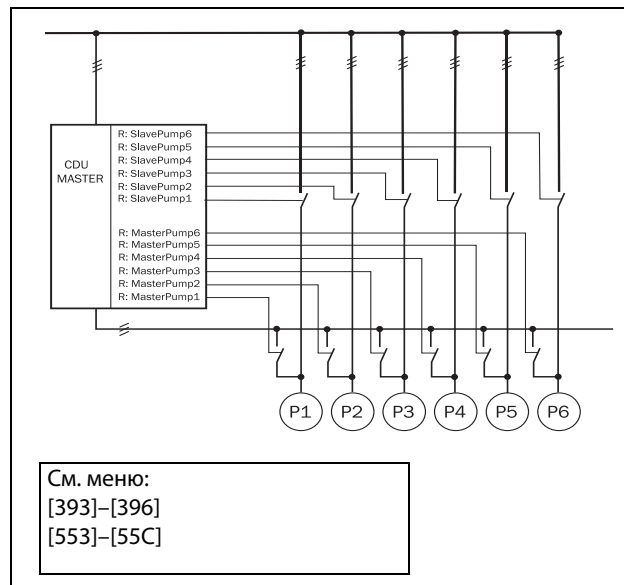 R: SlavePump6
R: SlavePump5
R: SlavePump4
R: SlavePump3
R: SlavePump2
R: SlavePump1
CDU
MASTER
R: MasterPump6
R: MasterPump5
R: MasterPump4
R: MasterPump3
R: MasterPump2
R: MasterPump1
P1 P2 P3 P4 P5 P6
См. меню:
[393]–[396]
[553]–[55C]